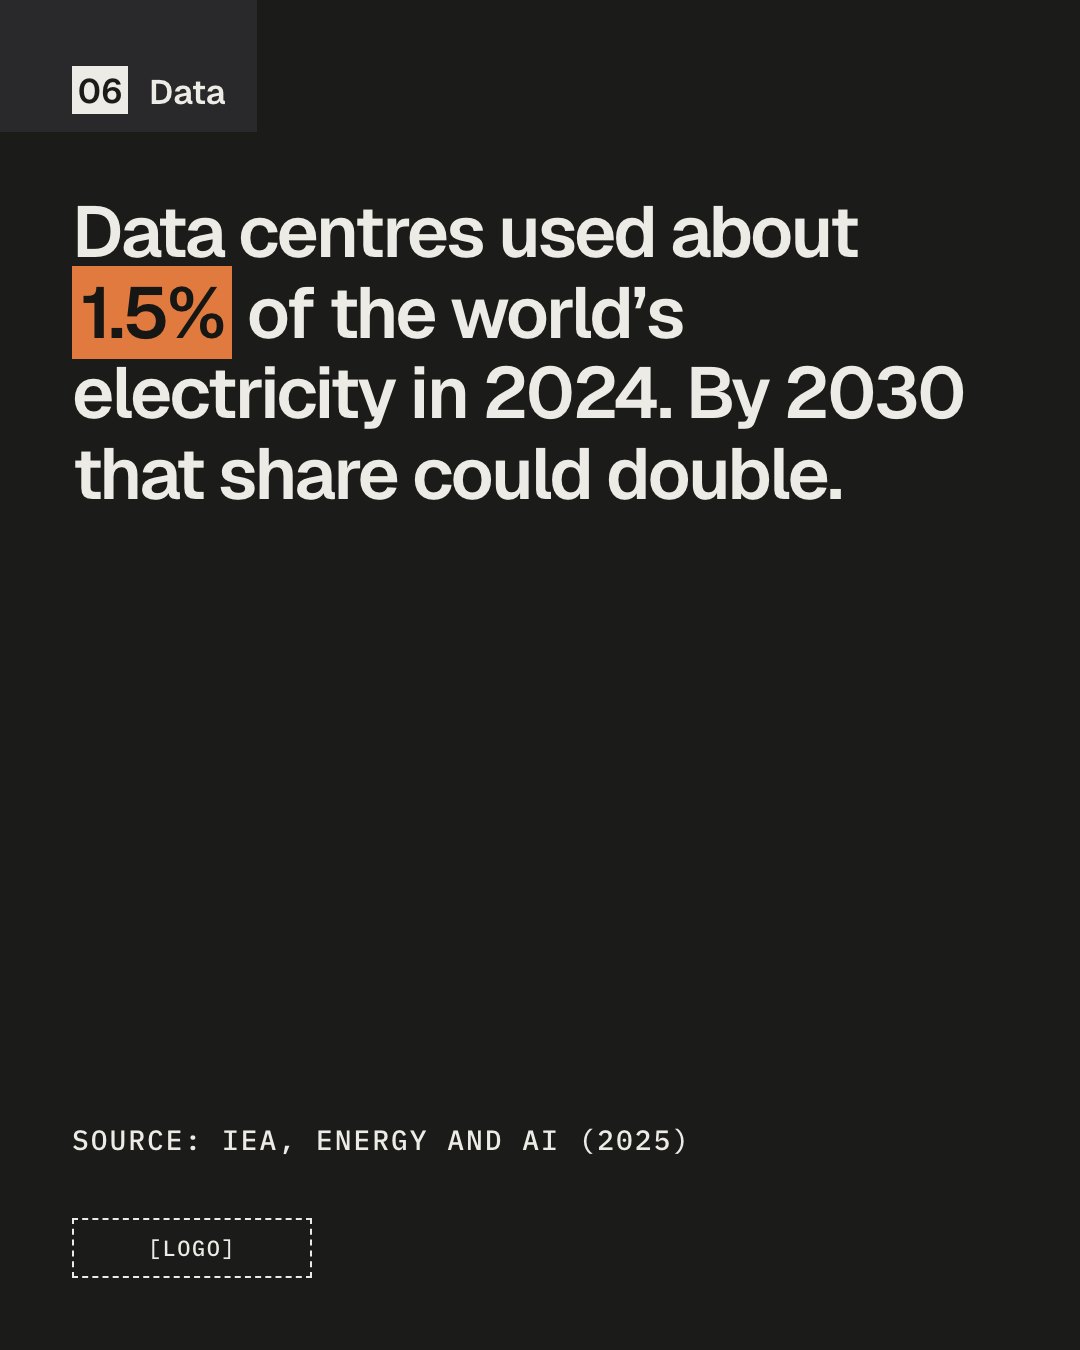 06 Data
Data centres used about
1.5% of the world’s
electricity in 2024. By 2030
that share could double.
SOURCE: IEA, ENERGY AND AI (2025)
[LOGO]